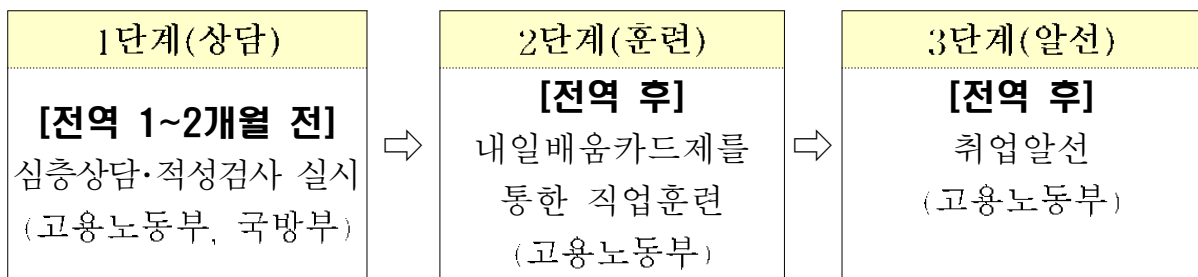 1단계(상담)
[전역 1~2개월 전]
심층상담·적성검사 실시
(고용노동부, 국방부)
⇨
2단계(훈련)
[전역 후]
내일배움카드제를
통한 직업훈련
(고용노동부)
⇨
3단계(알선)
[전역 후]
취업알선
(고용노동부)